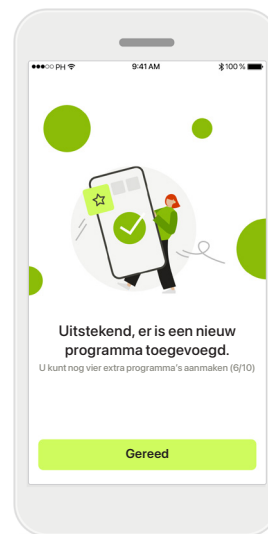 PH 9:41 AM 100 %
Uitstekend, er is een nieuw
programma toegevoegd.
U kunt nog vier extra programma's aanmaken (6/10)
Gereed